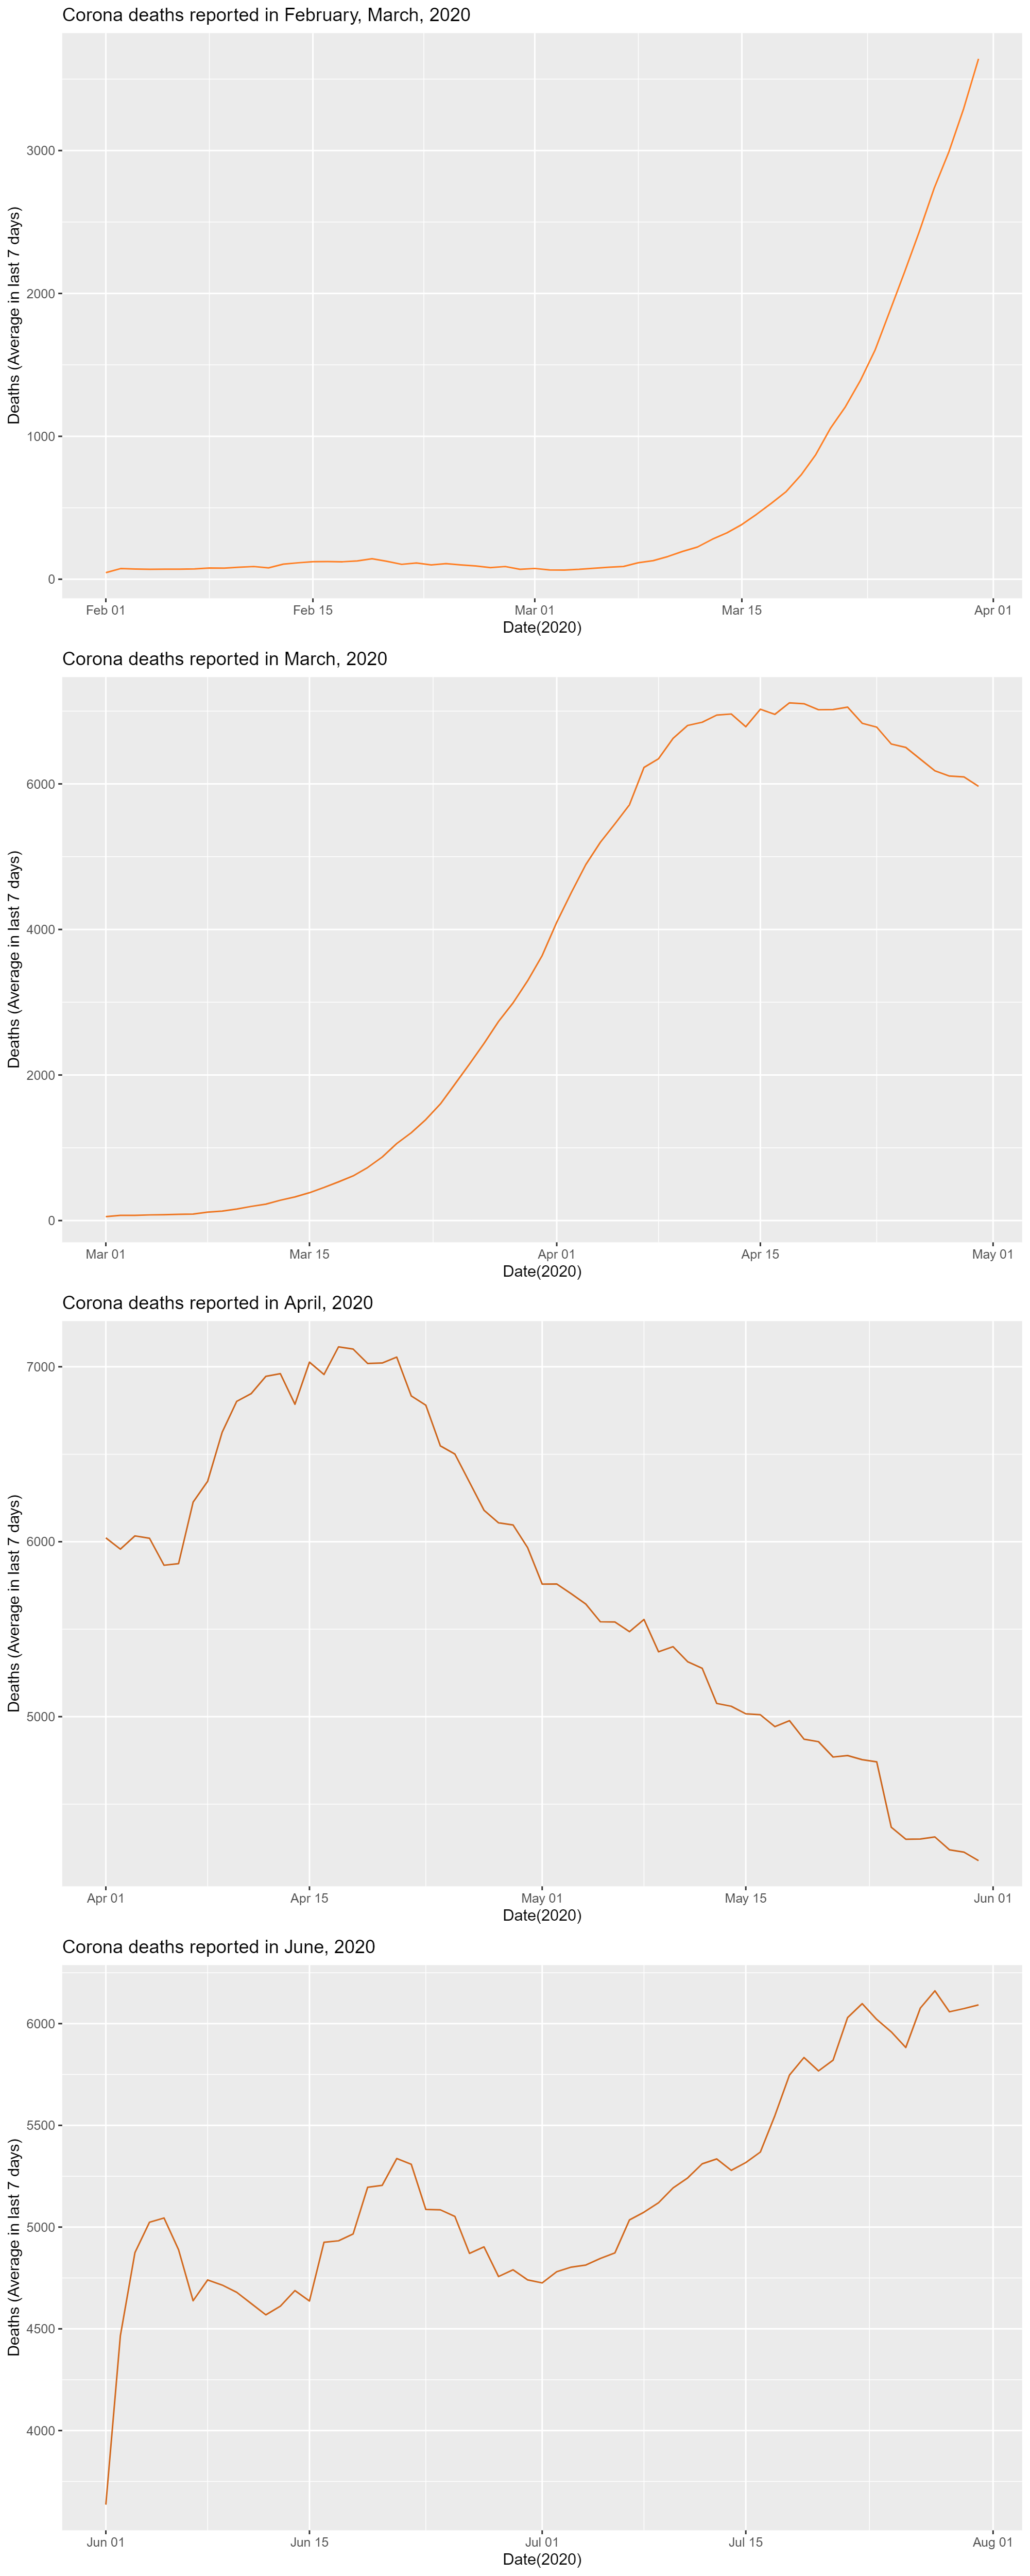 Corona deaths reported in February, March, 2020
Deaths (Average in last 7 days)
3000
2000
1000
0
Feb 01 Feb 15 Mar 01 Mar 15 Apr 01
Date(2020)
Corona deaths reported in March, 2020
Deaths (Average in last 7 days)
6000
4000
2000
0
Mar 01 Mar 15 Apr 01 Apr 15 May 01
Date(2020)
Corona deaths reported in April, 2020
Deaths (Average in last 7 days)
7000
6000
5000
Apr 01 Apr 15 May 01 May 15 Jun 01
Date(2020)
Corona deaths reported in June, 2020
Deaths (Average in last 7 days)
6000
5500
5000
4500
4000
Jun 01 Jun 15 Jul 01 Jul 15 Aug 01
Date(2020)